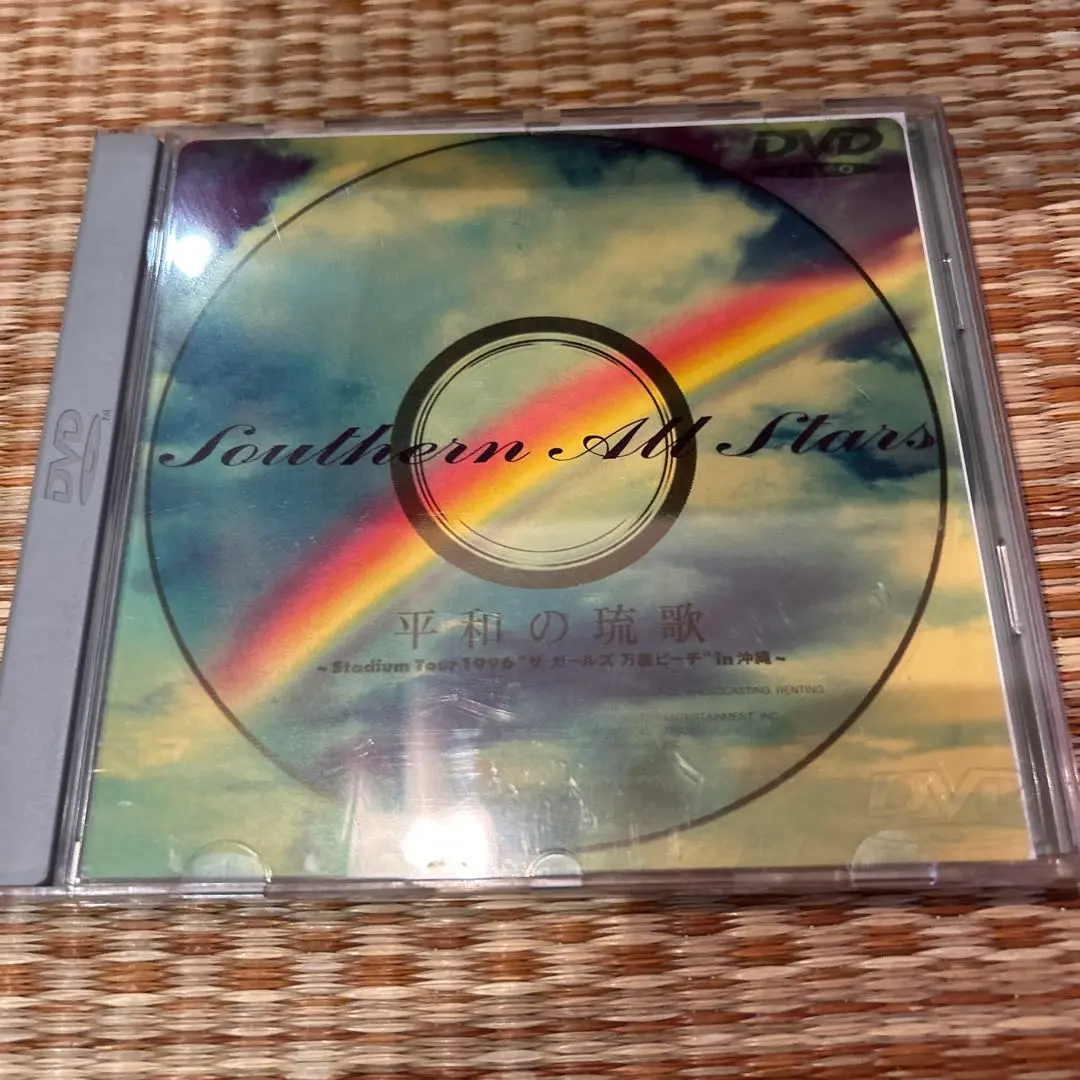 DVD
DVD
TM
Southern All Stars
平和の琉歌
~Stadium Tour 1996 "ザ ガールズ 万座ビーチ" in 沖縄~
BROADCASTING, RENTING
ENTERTAINMENT INC.
DVD